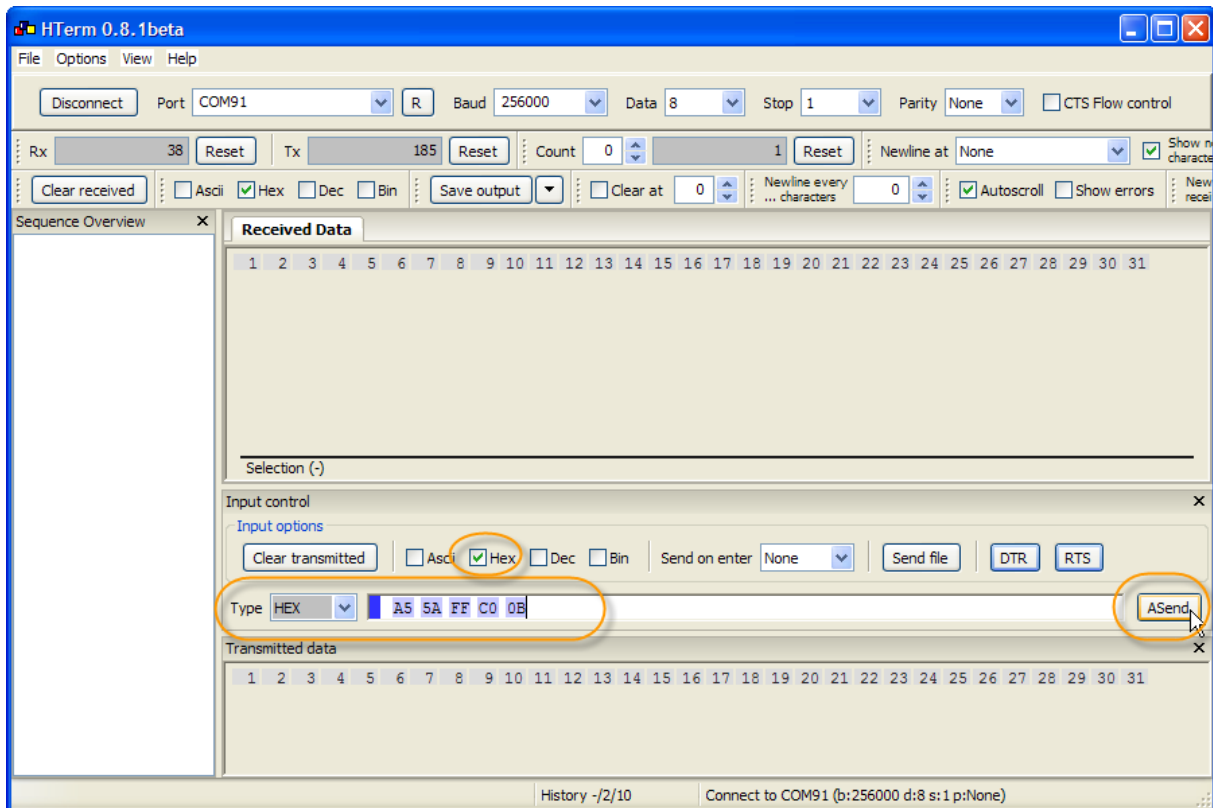 HTerm 0.8.1beta
File Options View Help
Disconnect Port COM91 R Baud 256000 Data 8 Stop 1 Parity None CTS Flow control
Rx 38 Reset Tx 185 Reset Count 0 1 Reset Newline at None Show n
characte
Clear received Ascii Hex Dec Bin Save output Clear at 0 Newline every
... characters 0 Autoscroll Show errors New
recei
Sequence Overview
Received Data
1 2 3 4 5 6 7 8 9 10 11 12 13 14 15 16 17 18 19 20 21 22 23 24 25 26 27 28 29 30 31
Selection (-)
Input control
Input options
Clear transmitted Ascii Hex Dec Bin Send on enter None Send file DTR RTS
Type HEX A5 5A FF C0 0B ASend
Transmitted data
1 2 3 4 5 6 7 8 9 10 11 12 13 14 15 16 17 18 19 20 21 22 23 24 25 26 27 28 29 30 31
History -/2/10 Connect to COM91 (b:256000 d:8 s:1 p:None)